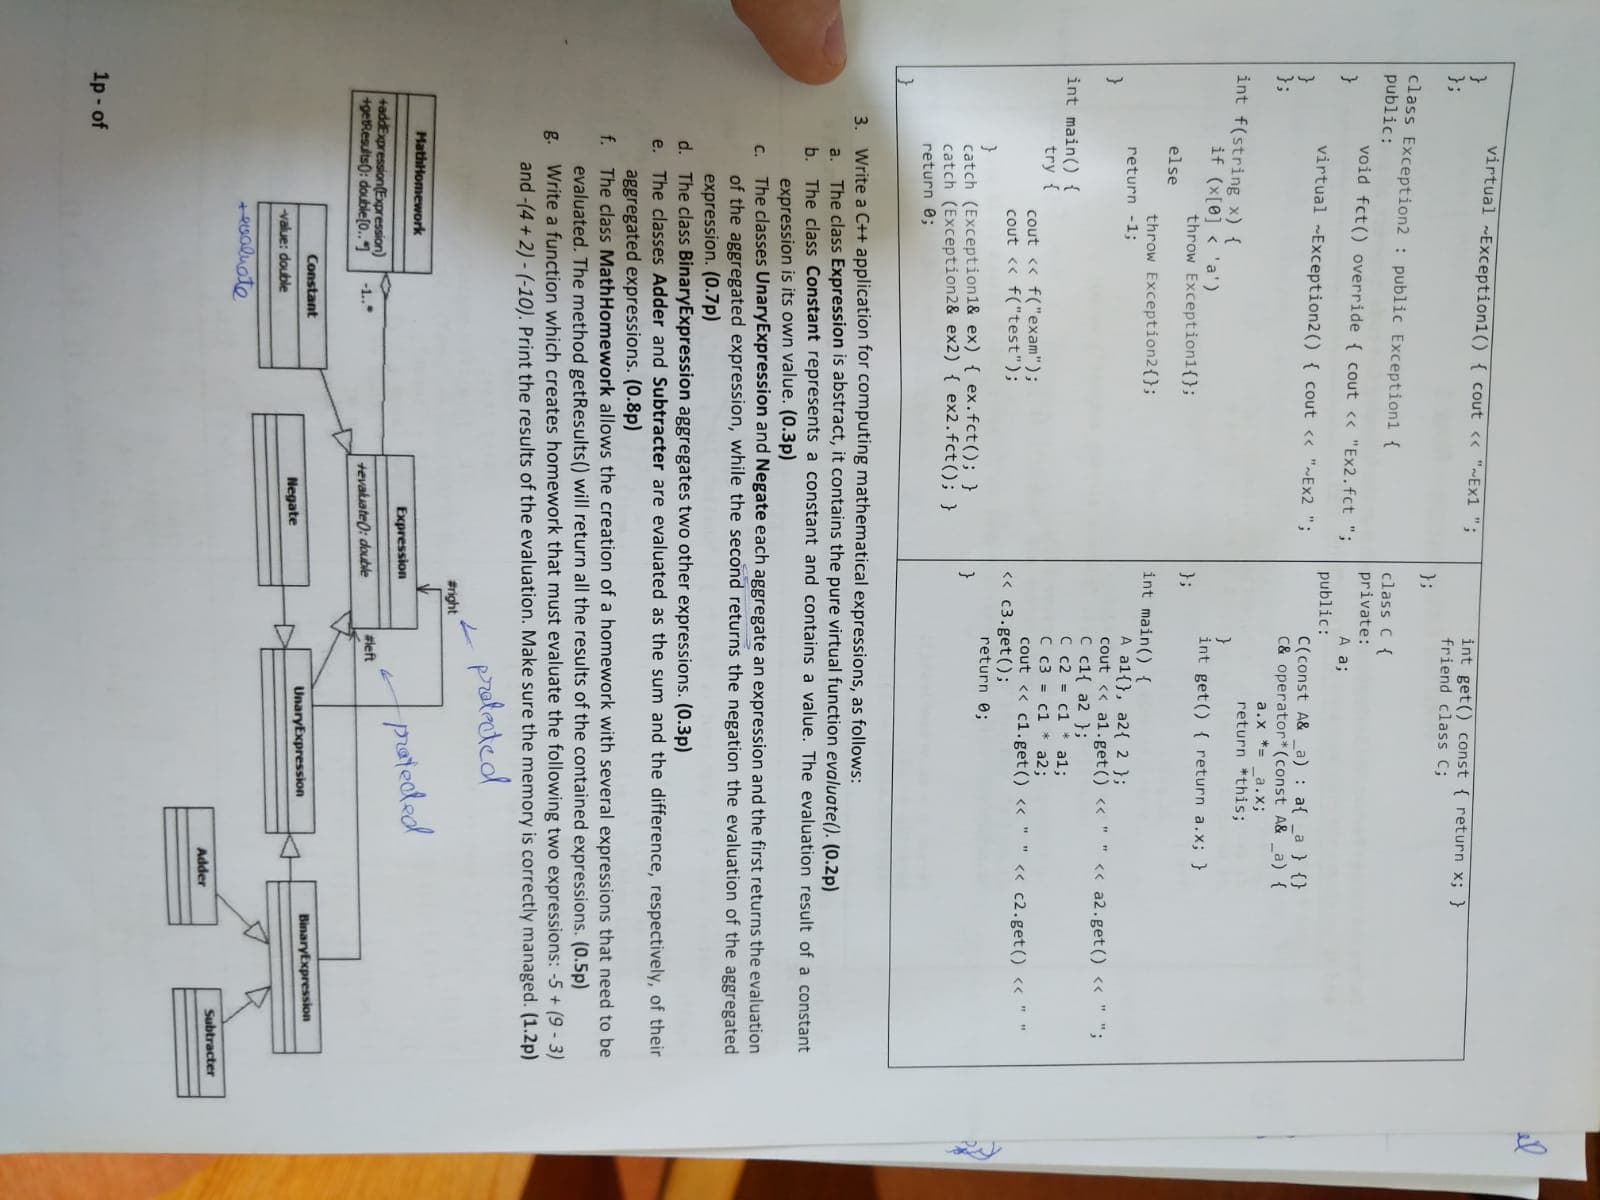 virtual ~Exception1() { cout << "~Ex1 ";
}
};
class Exception2 : public Exception1 {
public:
void fct() override { cout << "Ex2.fct ";
}
virtual ~Exception2() { cout << "~Ex2 ";
}
};
int f(string x) {
if (x[0] < 'a')
throw Exception1{};
else
throw Exception2{};
return -1;
}
int main() {
try {
cout << f("exam");
cout << f("test");
}
catch (Exception1& ex) { ex.fct(); }
catch (Exception2& ex2) { ex2.fct(); }
return 0;
}
int get() const { return x; }
friend class C;
};
class C {
private:
A a;
public:
C(const A& _a) : a{ _a } {}
C& operator*(const A& _a) {
a.x *= _a.x;
return *this;
}
int get() { return a.x; }
};
int main() {
A a1{}, a2{ 2 };
cout << a1.get() << " " << a2.get() << " ";
C c1{ a2 };
C c2 = c1 * a1;
C c3 = c1 * a2;
cout << c1.get() << " " << c2.get() << " "
<< c3.get();
return 0;
}
3. Write a C++ application for computing mathematical expressions, as follows:
a. The class Expression is abstract, it contains the pure virtual function evaluate(). (0.2p)
b. The class Constant represents a constant and contains a value. The evaluation result of a constant
expression is its own value. (0.3p)
c. The classes UnaryExpression and Negate each aggregate an expression and the first returns the evaluation
of the aggregated expression, while the second returns the negation the evaluation of the aggregated
expression. (0.7p)
d. The class BinaryExpression aggregates two other expressions. (0.3p)
e. The classes Adder and Subtracter are evaluated as the sum and the difference, respectively, of their
aggregated expressions. (0.8p)
f. The class MathHomework allows the creation of a homework with several expressions that need to be
evaluated. The method getResults() will return all the results of the contained expressions. (0.5p)
g. Write a function which creates homework that must evaluate the following two expressions: -5 + (9 - 3)
and -(4 + 2) - (-10). Print the results of the evaluation. Make sure the memory is correctly managed. (1.2p)
protected
#right
MathHomework
+addExpression(Expression)
+getResults(): double[0..*]
-1..*
Expression
+evaluate(): double
protected
#left
Constant
-value: double
+evaluate
Negate
UnaryExpression
BinaryExpression
Adder
Subtracter
1p - of